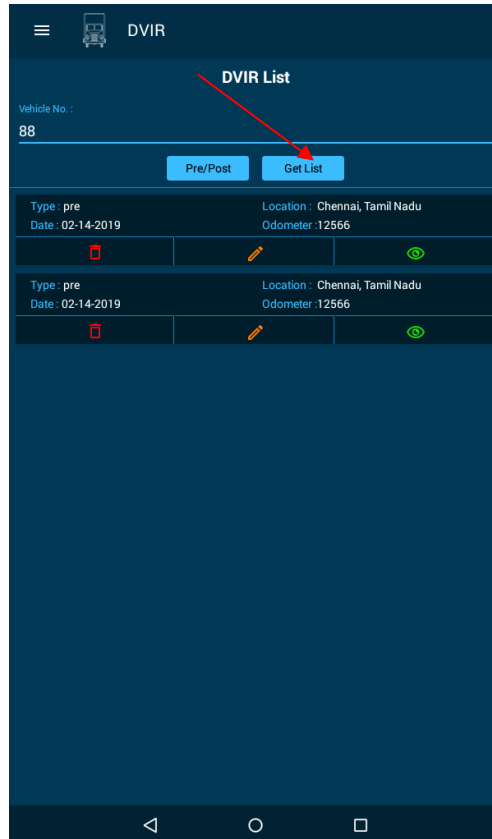 DVIR
DVIR List
Vehicle No. :
88
Pre/Post Get List
Type : pre Location : Chennai, Tamil Nadu
Date : 02-14-2019 Odometer :12566
Type : pre Location : Chennai, Tamil Nadu
Date : 02-14-2019 Odometer :12566